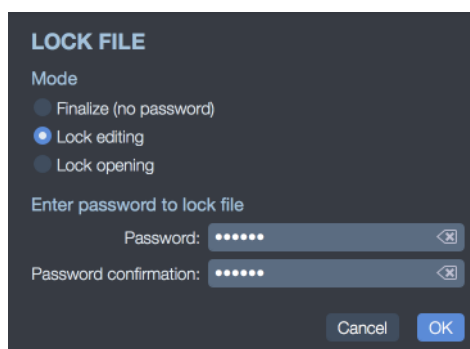 LOCK FILE
Mode
Finalize (no password)
Lock editing
Lock opening
Enter password to lock file
Password: ••••••
Password confirmation: ••••••
Cancel OK